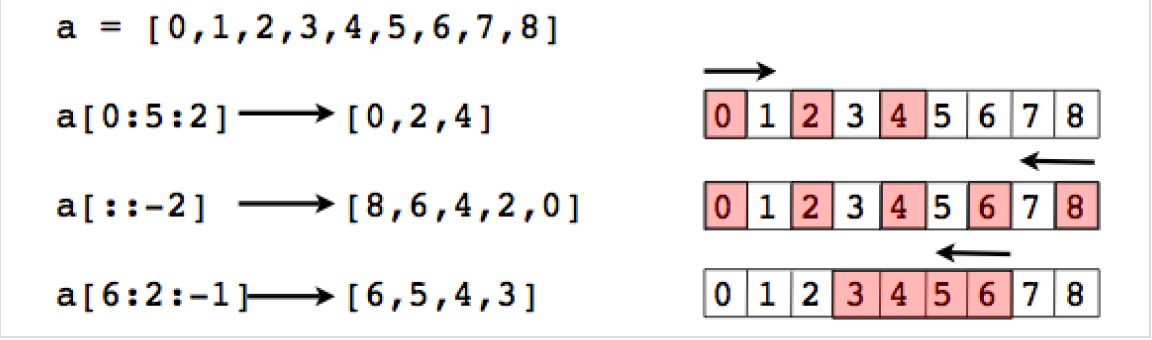 a = [0,1,2,3,4,5,6,7,8]
a[0:5:2] [0,2,4] 0 1 2 3 4 5 6 7 8
a[::-2] [8,6,4,2,0] 0 1 2 3 4 5 6 7 8
a[6:2:-1] [6,5,4,3] 0 1 2 3 4 5 6 7 8